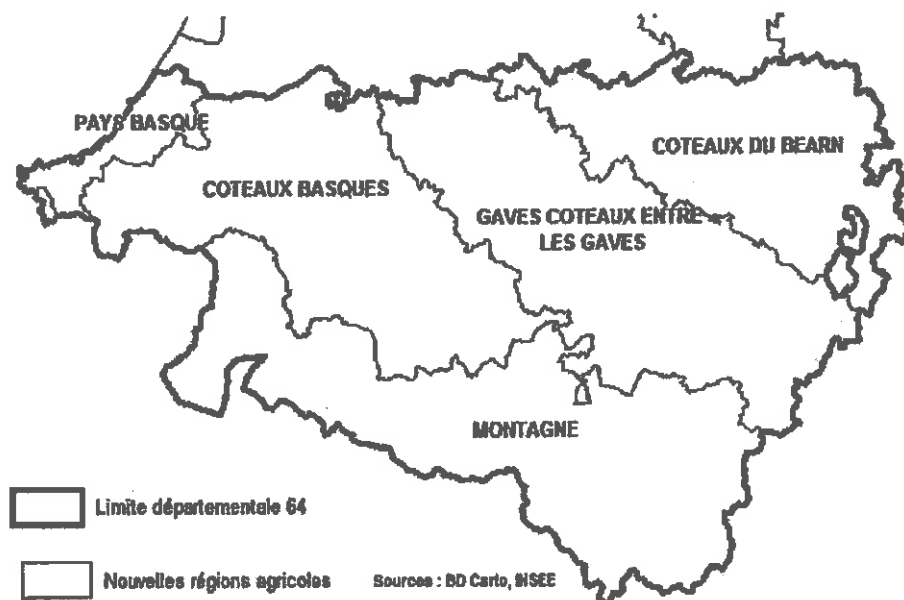 PAYS BASQUE
COTEAUX BASQUES
COTEAUX DU BEARN
GAVES COTEAUX ENTRE
LES GAVES
MONTAGNE
Limite départementale 64
Nouvelles régions agricoles
Sources : BD Carto, INSEE